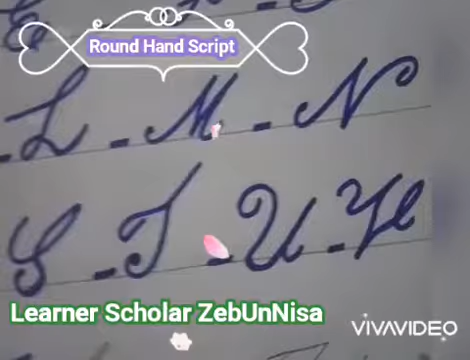 Round Hand Script
- L - M - N
S - T - U -
Learner Scholar ZebUnNisa
VIVAVIDEO